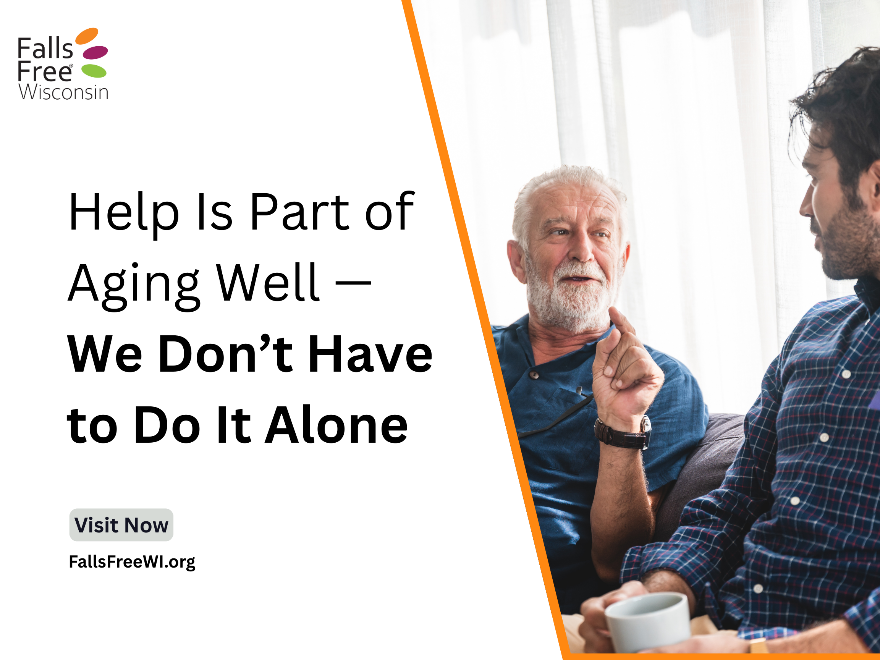 Falls
Free®
Wisconsin
Help Is Part of
Aging Well –
We Don’t Have
to Do It Alone
Visit Now
FallsFreeWI.org